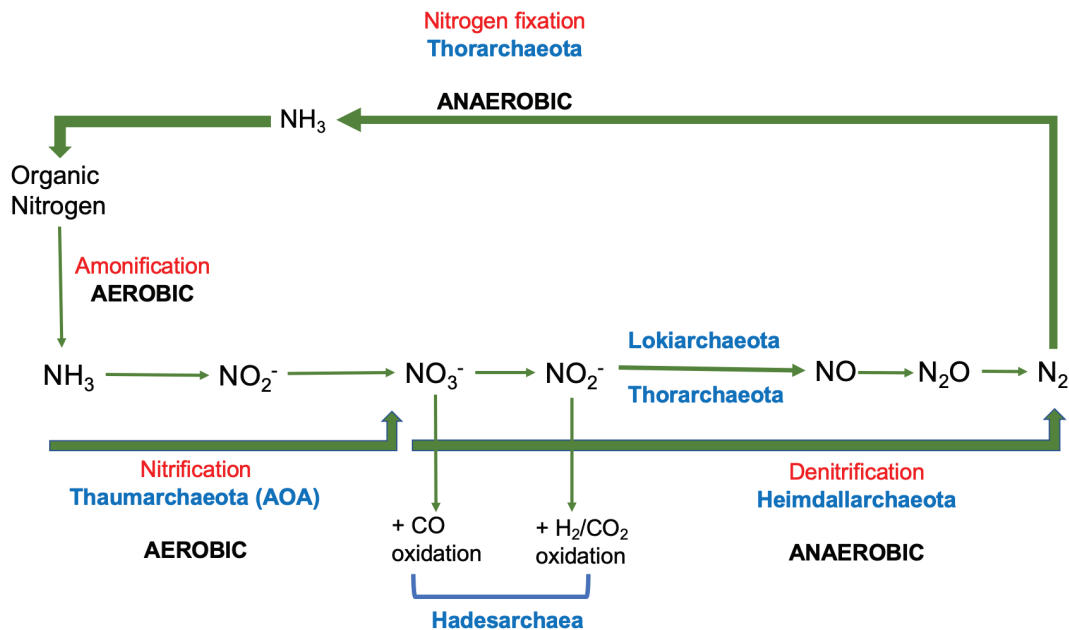 Nitrogen fixation
Thorarchaeota
ANAEROBIC
NH₃
Organic
Nitrogen
Amonification
AEROBIC
Lokiarchaeota
NH₃ NO₂⁻ NO₃⁻ NO₂⁻ NO N₂O N₂
Thorarchaeota
Nitrification
Thaumarchaeota (AOA)
AEROBIC
Denitrification
Heimdallarchaeota
ANAEROBIC
+ CO
oxidation
+ H₂/CO₂
oxidation
Hadesarchaea